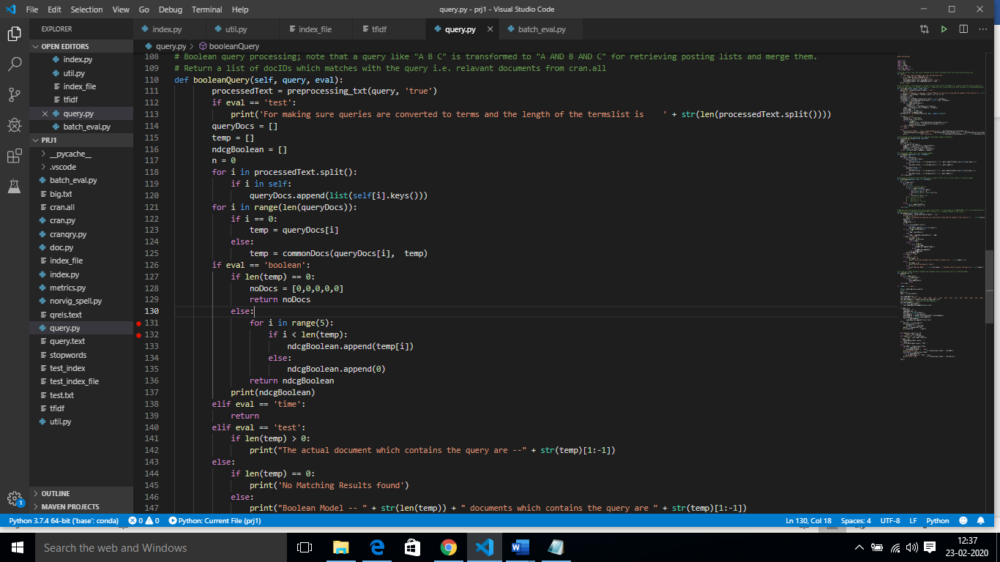 File Edit Selection View Go Debug Terminal Help query.py - prj1 - Visual Studio Code
EXPLORER
OPEN EDITORS
index.py
util.py
index_file
tfidf
query.py
batch_eval.py
PRJ1
__pycache__
.vscode
batch_eval.py
big.txt
cran.all
cran.py
cranqry.py
doc.py
index_file
index.py
metrics.py
norvig_spell.py
qrels.text
query.py
query.text
stopwords
test_index
test_index_file
test.txt
tfidf
util.py
OUTLINE
MAVEN PROJECTS
1
index.py util.py index_file tfidf query.py batch_eval.py
query.py > booleanQuery
108 # Boolean query processing; note that a query like "A B C" is transformed to "A AND B AND C" for retrieving posting lists and merge them.
109 # Return a list of docIDs which matches with the query i.e. relavant documents from cran.all
110 def booleanQuery(self, query, eval):
111 processedText = preprocessing_txt(query, 'true')
112 if eval == 'test':
113 print('For making sure queries are converted to terms and the length of the termslist is    ' + str(len(processedText.split())))
114 queryDocs = []
115 temp = []
116 ndcgBoolean = []
117 n = 0
118 for i in processedText.split():
119 if i in self:
120 queryDocs.append(list(self[i].keys()))
121 for i in range(len(queryDocs)):
122 if i == 0:
123 temp = queryDocs[i]
124 else:
125 temp = commonDocs(queryDocs[i],  temp)
126 if eval == 'boolean':
127 if len(temp) == 0:
128 noDocs = [0,0,0,0,0]
129 return noDocs
130 else:
131 for i in range(5):
132 if i < len(temp):
133 ndcgBoolean.append(temp[i])
134 else:
135 ndcgBoolean.append(0)
136 return ndcgBoolean
137 print(ndcgBoolean)
138 elif eval == 'time':
139 return
140 elif eval == 'test':
141 if len(temp) > 0:
142 print("The actual document which contains the query are --" + str(temp)[1:-1])
143 else:
144 if len(temp) == 0:
145 print('No Matching Results found')
146 else:
147 print("Boolean Model -- " + str(len(temp)) + " documents which contains the query are " + str(temp)[1:-1])
Python 3.7.4 64-bit ('base': conda) 0 0 Python: Current File (prj1) Ln 130, Col 18 Spaces: 4 UTF-8 LF Python
Search the web and Windows
12:37
23-02-2020